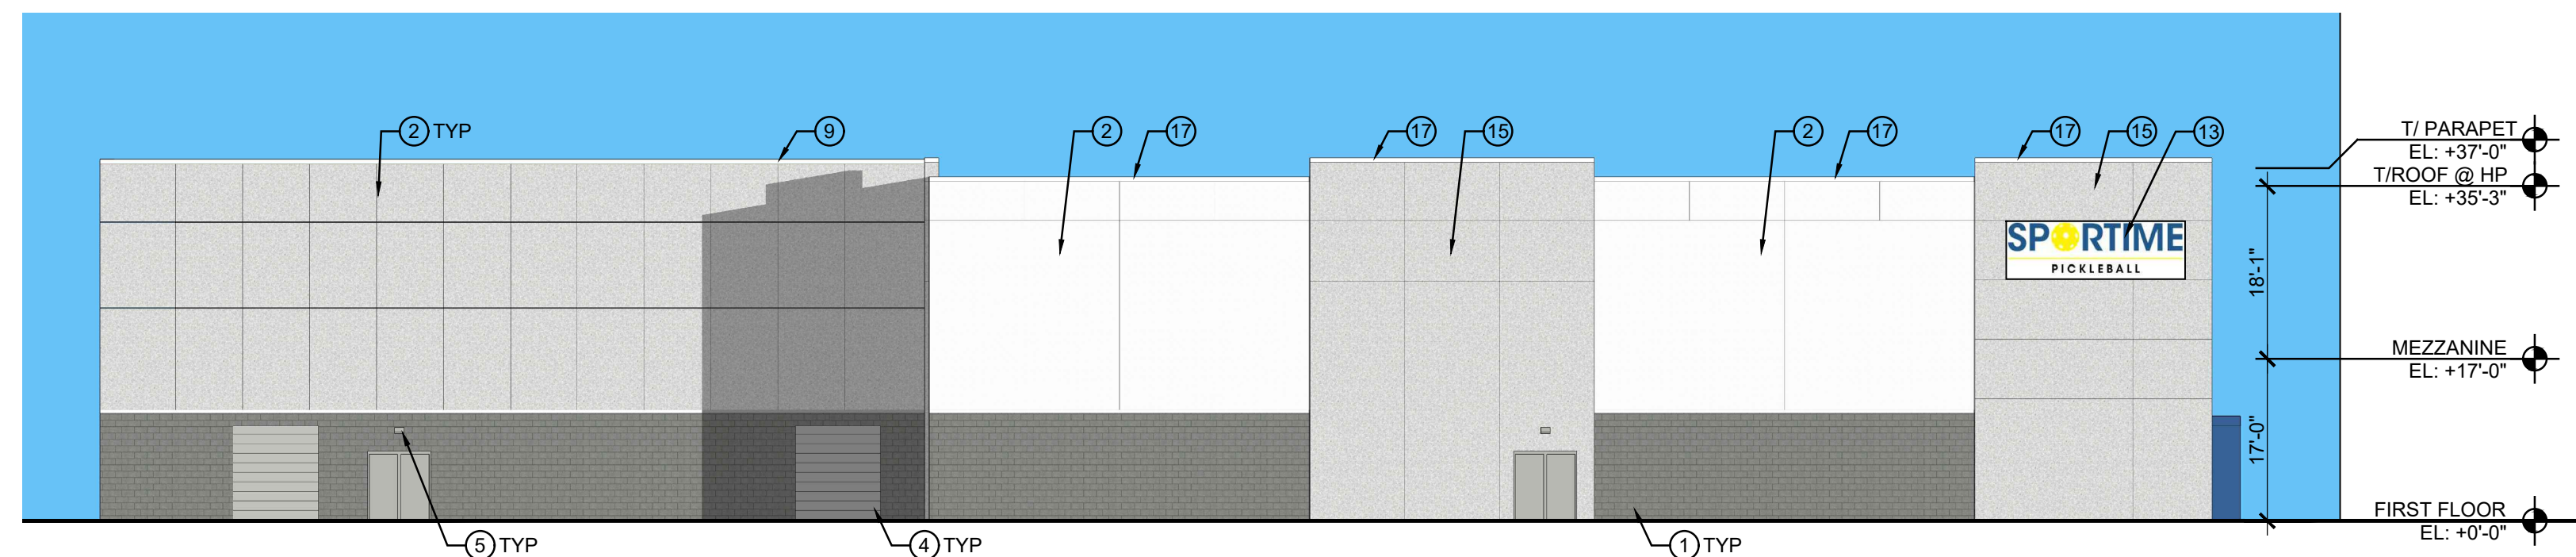 2 TYP
9
2
17
17
15
2
17
17
15
13
T/ PARAPET
EL: +37'-0"
T/ROOF @ HP
EL: +35'-3"
SPORTIME
PICKLEBALL
18'-1"
MEZZANINE
EL: +17'-0"
17'-0"
FIRST FLOOR
EL: +0'-0"
5 TYP
4 TYP
1 TYP